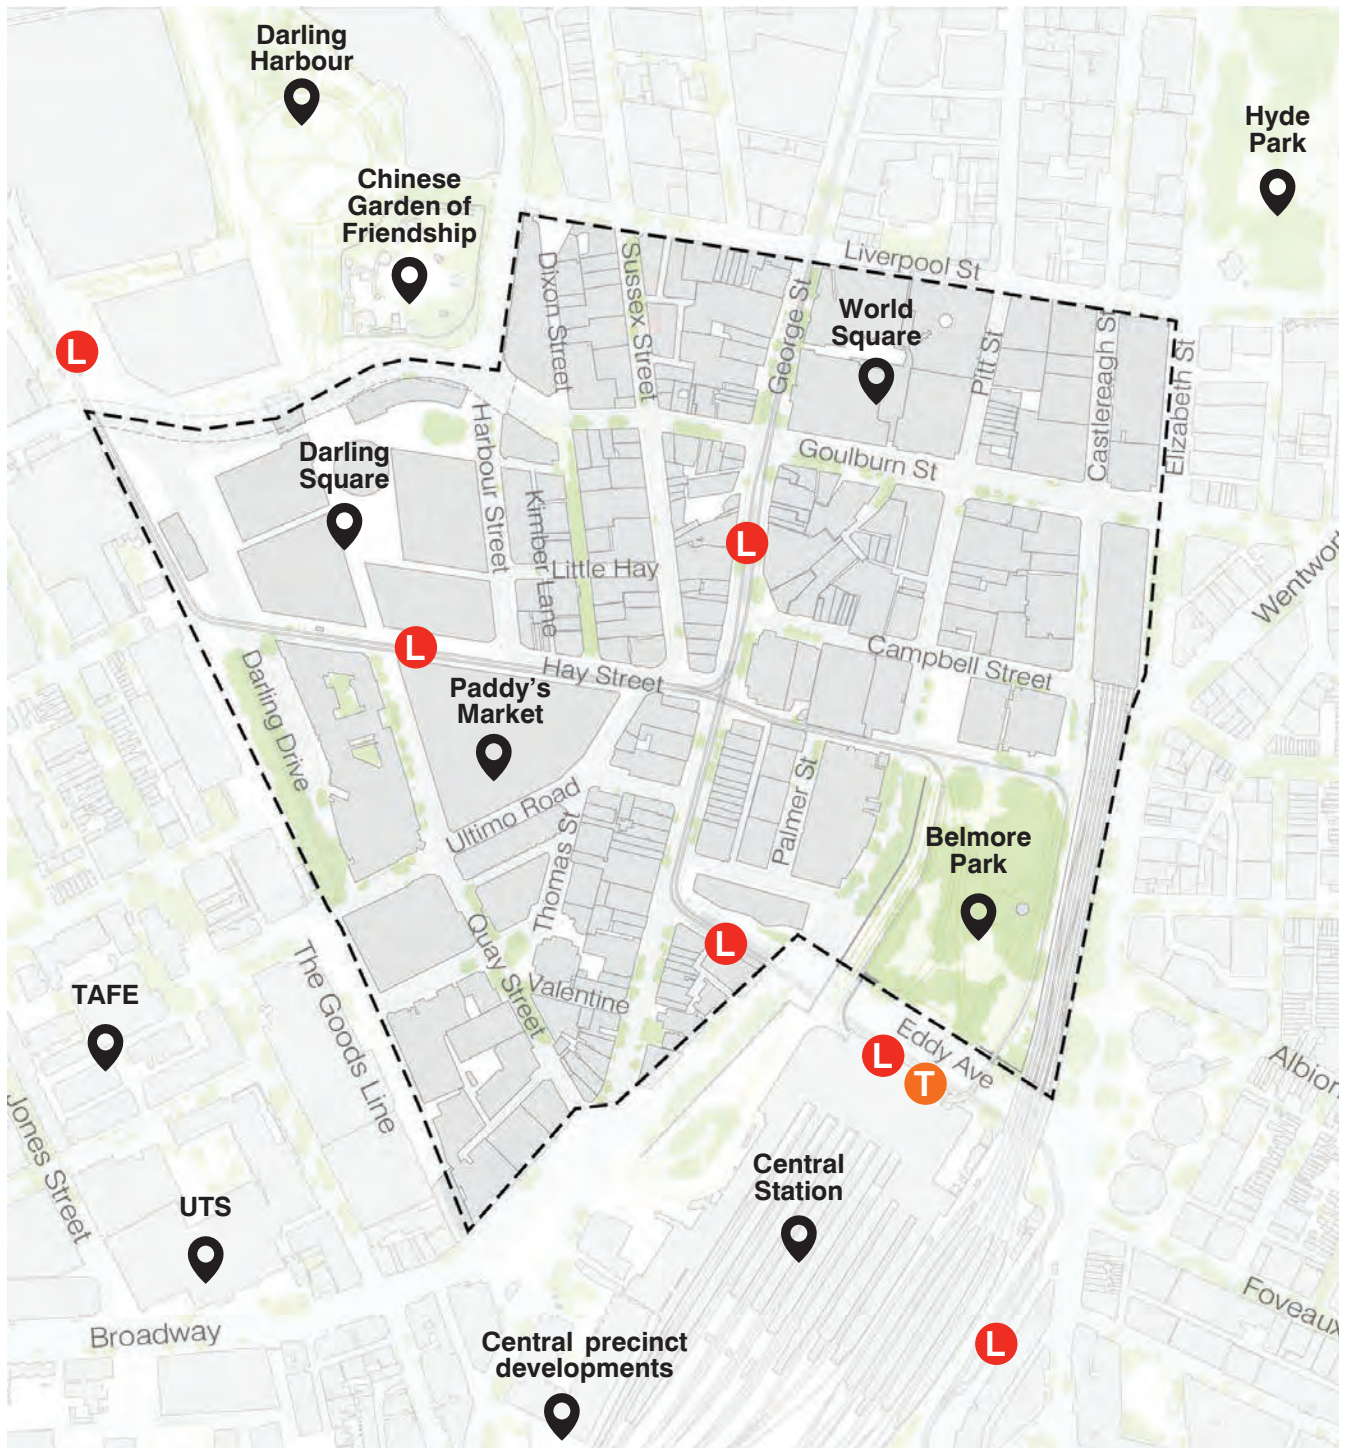 Darling
Harbour
Hyde
Park
Chinese
Garden of
Friendship
Liverpool St
Dixon Street
Sussex Street
George St
World
Square
Pitt St
Castlereagh S
Elizabeth St
L
Harbour Street
Darling
Square
Goulburn St
Kimber Lane
L
Little Hay
Wentwor
L
Hay Street
Campbell Street
Darling Drive
Paddy's
Market
Ultimo Road
Thomas St
Palmer St
Belmore
Park
Quay Street
L
Valentine
The Goods Line
TAFE
Eddy Ave
L
T
Albion
Jones Street
Central
Station
UTS
Foveaux
Broadway
Central precinct
developments
L